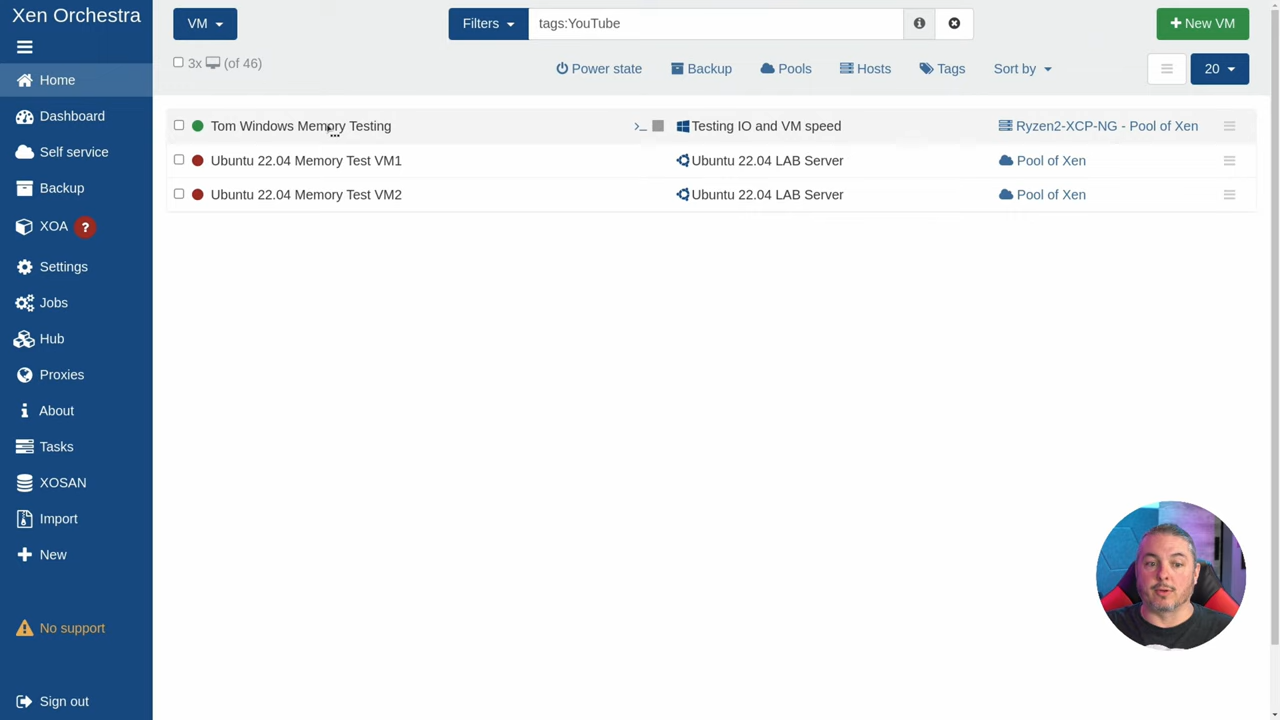 Xen Orchestra
Home
Dashboard
Self service
Backup
XOA ?
Settings
Jobs
Hub
Proxies
About
Tasks
XOSAN
Import
New
No support
Sign out
VM
Filters
tags:YouTube
New VM
3x (of 46)
Power state
Backup
Pools
Hosts
Tags
Sort by
20
Tom Windows Memory Testing
Testing IO and VM speed
Ryzen2-XCP-NG - Pool of Xen
Ubuntu 22.04 Memory Test VM1
Ubuntu 22.04 LAB Server
Pool of Xen
Ubuntu 22.04 Memory Test VM2
Ubuntu 22.04 LAB Server
Pool of Xen